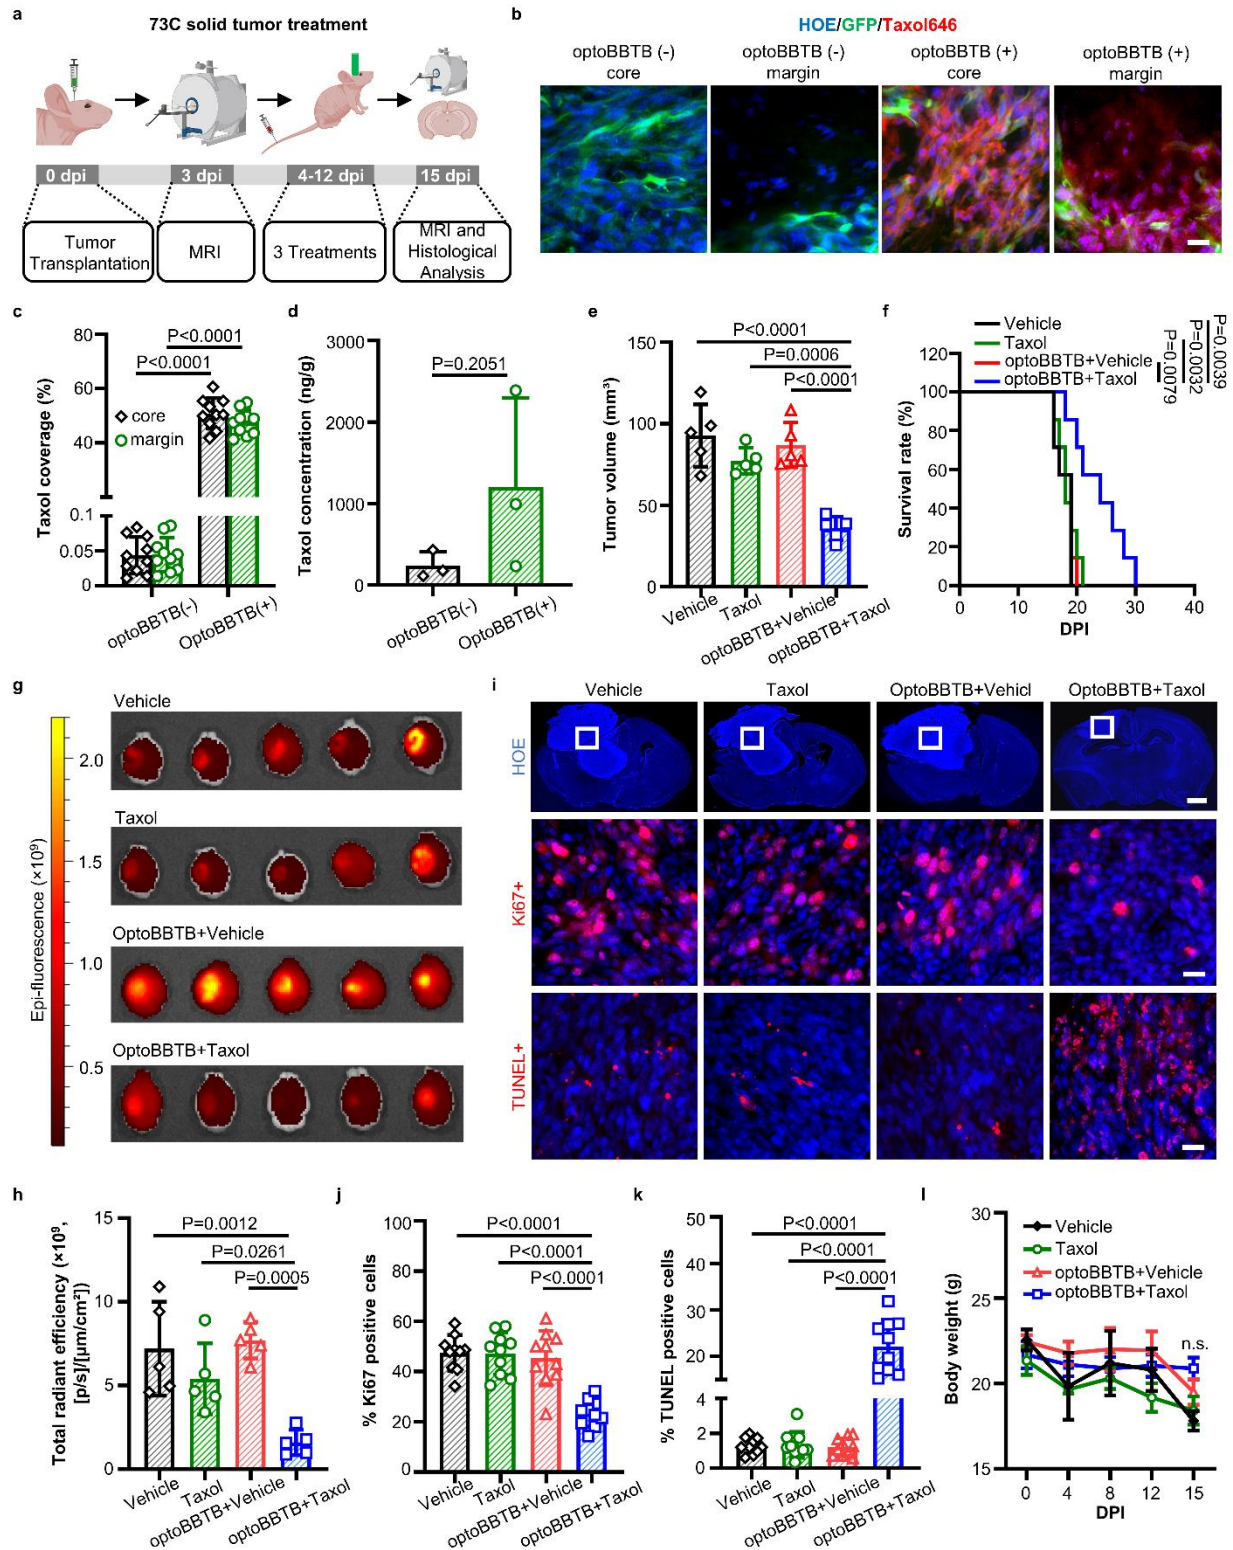 a
73C solid tumor treatment
0 dpi
3 dpi
4-12 dpi
15 dpi
Tumor
Transplantation
MRI
3 Treatments
MRI and
Histological
Analysis
b
HOE/GFP/Taxol646
optoBBTB (-)
core
optoBBTB (-)
margin
optoBBTB (+)
core
optoBBTB (+)
margin
c
Taxol coverage (%)
80
60
40
0.1
0.05
0
P<0.0001
P<0.0001
core
margin
optoBBTB(-)
OptoBBTB(+)
d
Taxol concentration (ng/g)
3000
2000
1000
0
P=0.2051
optoBBTB(-)
OptoBBTB(+)
e
Tumor volume (mm³)
150
100
50
0
P<0.0001
P=0.0006
P<0.0001
Vehicle
Taxol
optoBBTB+Vehicle
optoBBTB+Taxol
f
Vehicle
Taxol
optoBBTB+Vehicle
optoBBTB+Taxol
P=0.0079
P=0.0032
P=0.0039
Survival rate (%)
120
100
80
60
40
20
0
0
10
20
30
40
DPI
g
Epi-fluorescence (×10⁹)
2.0
1.5
1.0
0.5
Vehicle
Taxol
OptoBBTB+Vehicle
OptoBBTB+Taxol
i
Vehicle
Taxol
OptoBBTB+Vehicl
OptoBBTB+Taxol
HOE
Ki67+
TUNEL+
h
Total radiant efficiency (×10⁹,
[p/s]/[µm/cm²])
15
10
5
0
P=0.0012
P=0.0261
P=0.0005
Vehicle
Taxol
optoBBTB+Vehicle
optoBBTB+Taxol
j
% Ki67 positive cells
100
80
60
40
20
0
P<0.0001
P<0.0001
P<0.0001
Vehicle
Taxol
optoBBTB+Vehicle
optoBBTB+Taxol
k
% TUNEL positive cells
50
40
30
20
4
2
0
P<0.0001
P<0.0001
P<0.0001
Vehicle
Taxol
optoBBTB+Vehicle
optoBBTB+Taxol
l
Body weight (g)
30
25
20
15
Vehicle
Taxol
optoBBTB+Vehicle
optoBBTB+Taxol
n.s.
0
4
8
12
15
DPI